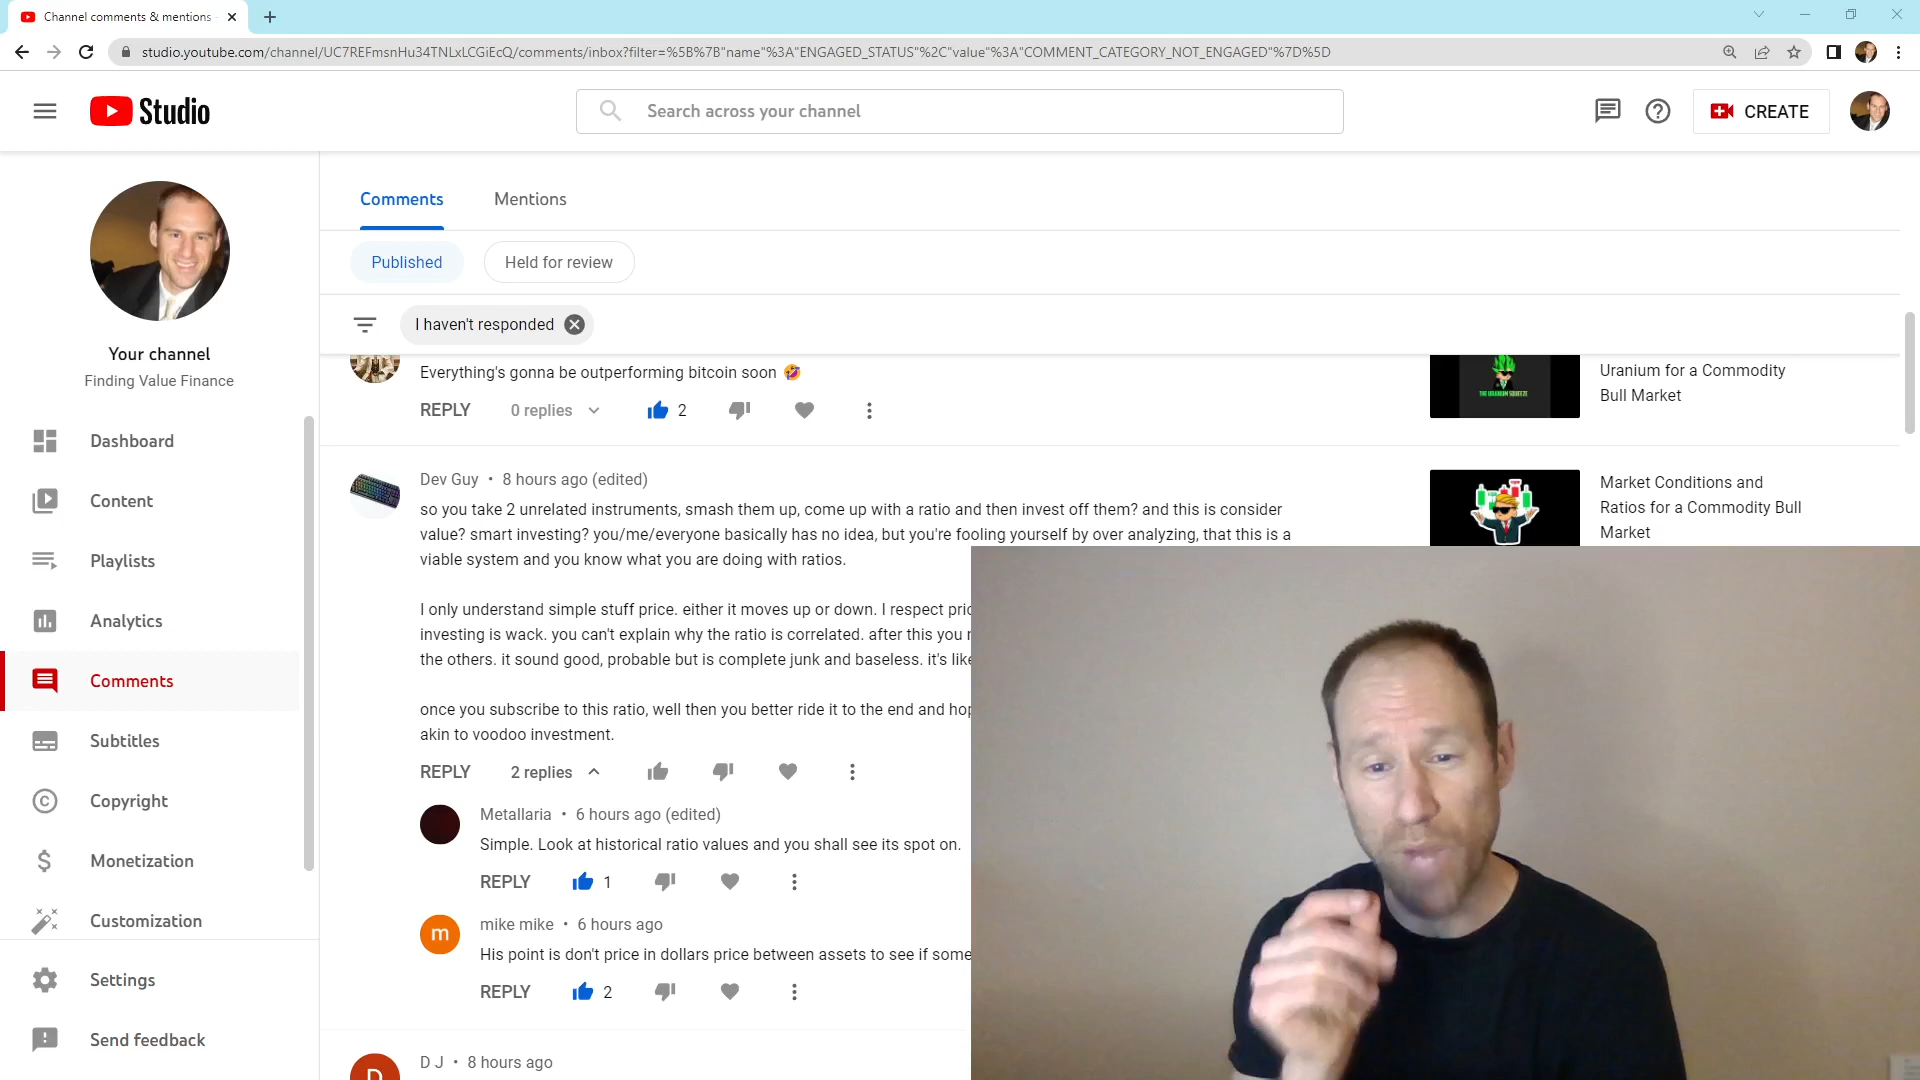 Channel comments & mentions
studio.youtube.com/channel/UC7REFmsnHu34TNLxLCGiEcQ/comments/inbox?filter=%5B%7B"name"%3A"ENGAGED_STATUS"%2C"value"%3A"COMMENT_CATEGORY_NOT_ENGAGED"%7D%5D
Studio
Search across your channel
CREATE
Your channel
Finding Value Finance
Dashboard
Content
Playlists
Analytics
Comments
Subtitles
Copyright
Monetization
Customization
Settings
Send feedback
Comments
Mentions
Published
Held for review
I haven't responded
Everything's gonna be outperforming bitcoin soon 🤣
REPLY 0 replies 2
THE URANIUM SQUEEZE
Uranium for a Commodity
Bull Market
Dev Guy • 8 hours ago (edited)
so you take 2 unrelated instruments, smash them up, come up with a ratio and then invest off them? and this is consider
value? smart investing? you/me/everyone basically has no idea, but you're fooling yourself by over analyzing, that this is a
viable system and you know what you are doing with ratios.
I only understand simple stuff price. either it moves up or down. I respect
investing is wack. you can't explain why the ratio is correlated. after this you
the others. it sound good, probable but is complete junk and baseless. it's like
once you subscribe to this ratio, well then you better ride it to the end and
akin to voodoo investment.
REPLY 2 replies
Market Conditions and
Ratios for a Commodity Bull
Market
Metallaria • 6 hours ago (edited)
Simple. Look at historical ratio values and you shall see its spot on.
REPLY 1
m
mike mike • 6 hours ago
His point is don't price in dollars price between assets to see if some
REPLY 2
D
D J • 8 hours ago